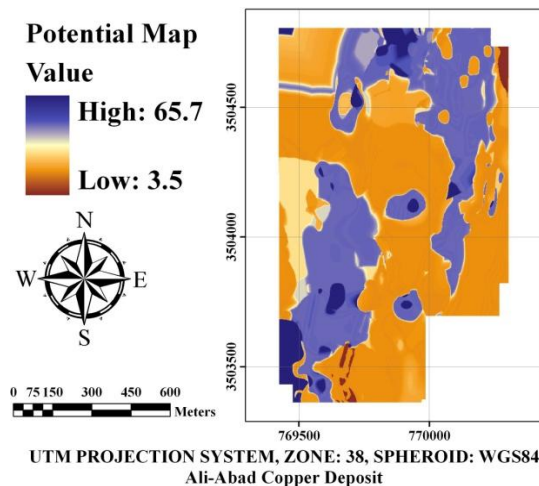 Potential Map
Value
High: 65.7
Low: 3.5
N
W E
S
0 75 150 300 450 600
Meters
3504500
3504000
3503500
769500 770000
UTM PROJECTION SYSTEM, ZONE: 38, SPHEROID: WGS84
Ali-Abad Copper Deposit